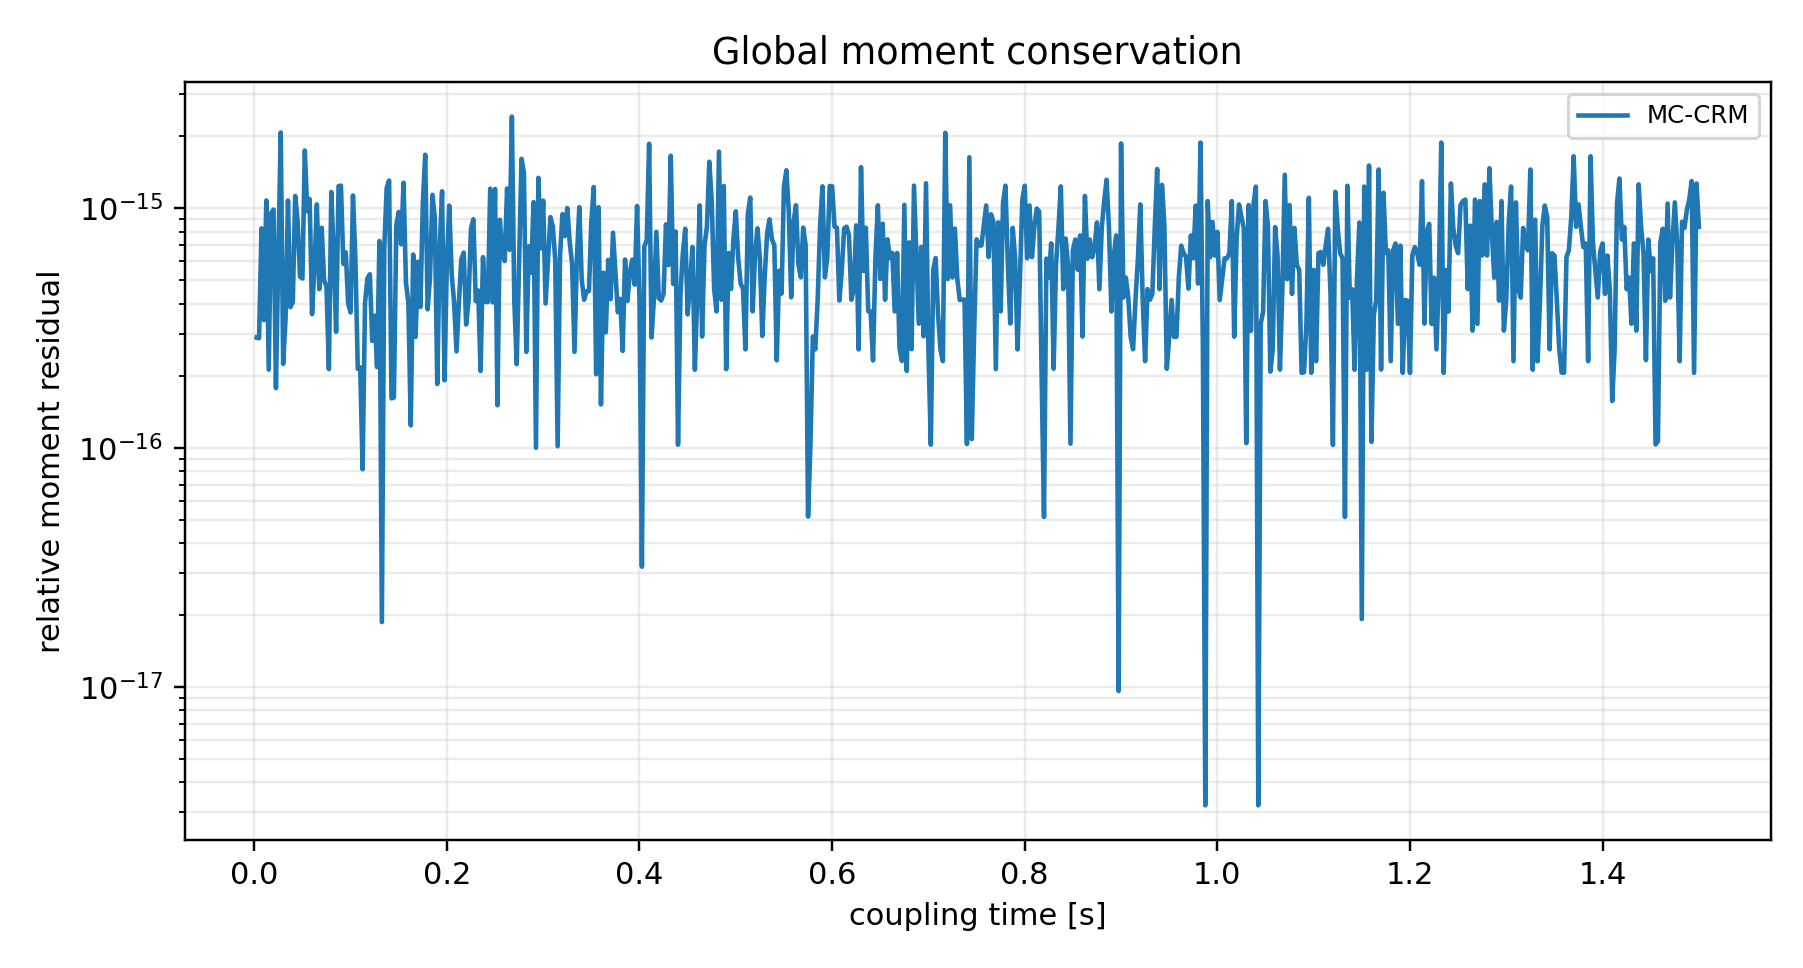 Global moment conservation
MC-CRM
relative moment residual
10⁻¹⁵
10⁻¹⁶
10⁻¹⁷
0.0 0.2 0.4 0.6 0.8 1.0 1.2 1.4
coupling time [s]